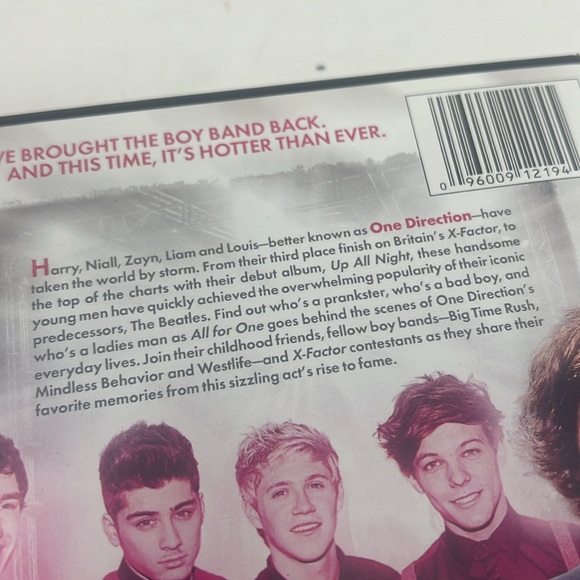 'VE BROUGHT THE BOY BAND BACK.
AND THIS TIME, IT'S HOTTER THAN EVER.
0 96009 12194
Harry, Niall, Zayn, Liam and Louis—better known as One Direction—have
taken the world by storm. From their third place finish on Britain's X-Factor, to
the top of the charts with their debut album, Up All Night, these handsome
young men have quickly achieved the overwhelming popularity of their iconic
predecessors, The Beatles. Find out who's a prankster, who's a bad boy, and
who's a ladies man as All for One goes behind the scenes of One Direction's
everyday lives. Join their childhood friends, fellow boy bands—Big Time Rush,
Mindless Behavior and Westlife—and X-Factor contestants as they share their
favorite memories from this sizzling act's rise to fame.